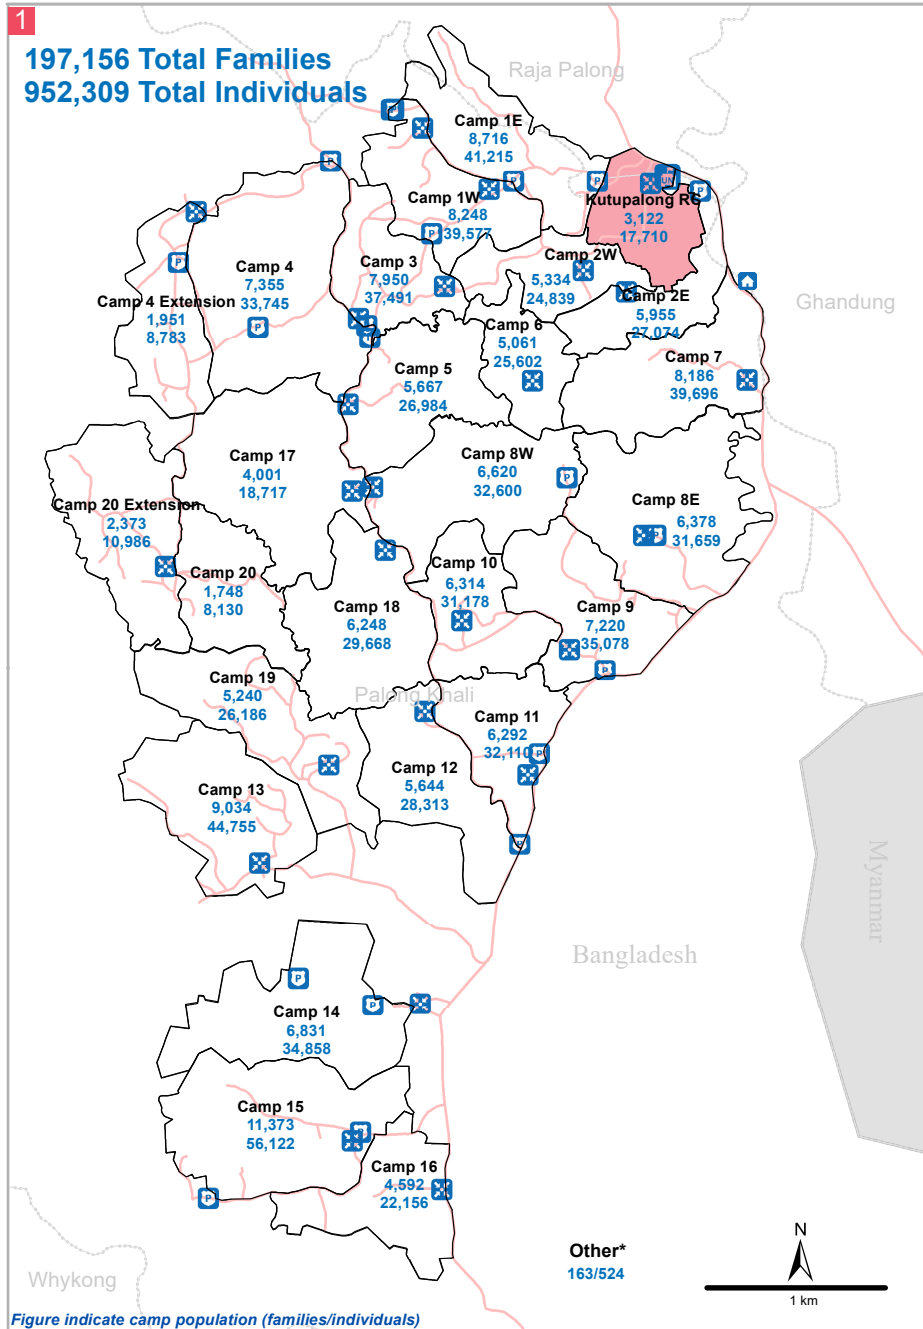 1
197,156 Total Families
952,309 Total Individuals
Raja Palong
Camp 1E
8,716
41,215
Camp 1W
8,248
39,577
Kutupalong RC
3,122
17,710
Camp 2W
5,334
24,839
Camp 3
7,950
37,491
Camp 4
7,355
33,745
Camp 4 Extension
1,951
8,783
Camp 2E
5,955
27,074
Ghandung
Camp 6
5,061
25,602
Camp 5
5,667
26,984
Camp 7
8,186
39,696
Camp 17
4,001
18,717
Camp 8W
6,620
32,600
Camp 8E
6,378
31,659
Camp 20 Extension
2,373
10,986
Camp 20
1,748
8,130
Camp 10
6,314
31,178
Camp 18
6,248
29,668
Camp 9
7,220
35,078
Camp 19
5,240
26,186
Palong Khali
Camp 11
6,292
32,110
Camp 12
5,644
28,313
Camp 13
9,034
44,755
Myanmar
Bangladesh
Camp 14
6,831
34,858
Camp 15
11,373
56,122
Camp 16
4,592
22,156
Other*
163/524
N
1 km
Whykong
Figure indicate camp population (families/individuals)